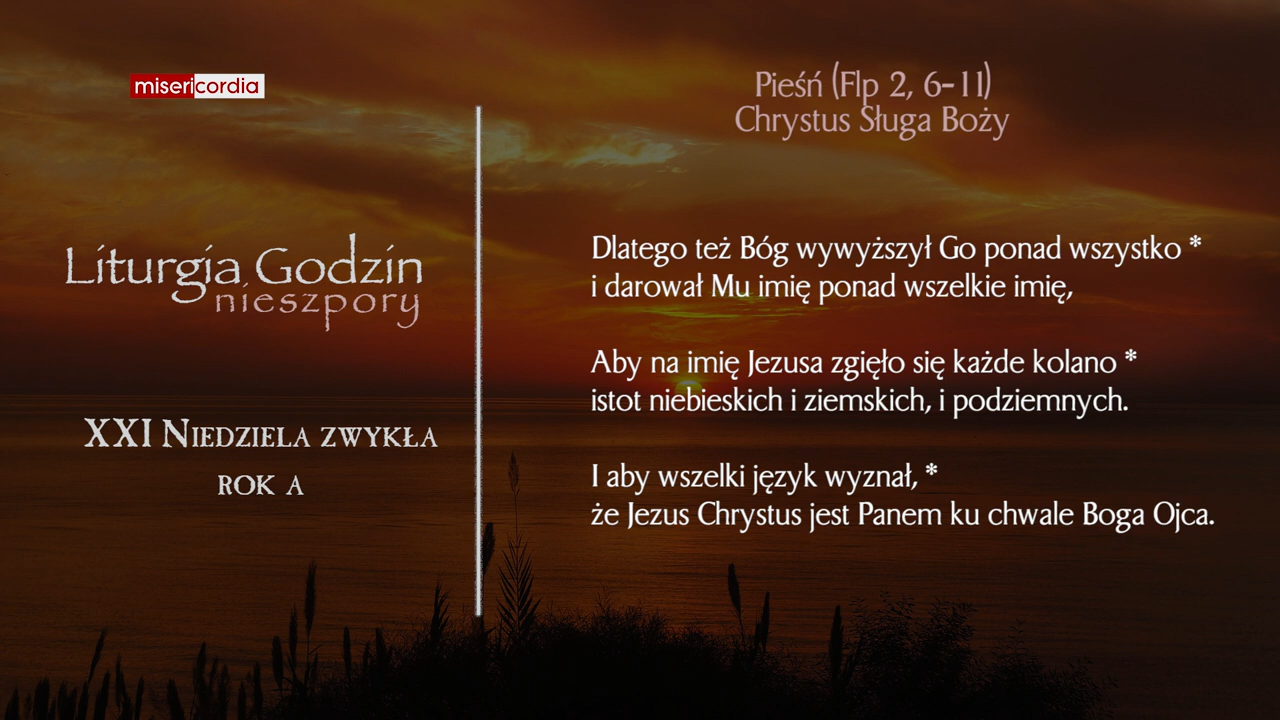 misericordia
Liturgia Godzin
nieszpory
XXI Niedziela zwykła
rok A
Pieśń (Flp 2, 6-11)
Chrystus Sługa Boży
Dlatego też Bóg wywyższył Go ponad wszystko *
i darował Mu imię ponad wszelkie imię,
Aby na imię Jezusa zgięło się każde kolano *
istot niebieskich i ziemskich, i podziemnych.
I aby wszelki język wyznał, *
że Jezus Chrystus jest Panem ku chwale Boga Ojca.